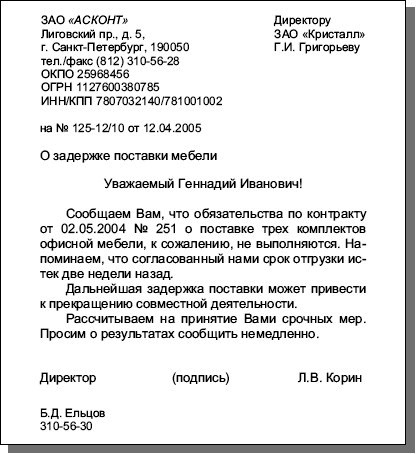 ЗАО «АСКОНТ»
Лиговский пр., д. 5,
г. Санкт-Петербург, 190050
тел./факс (812) 310-56-28
ОКПО 25968456
ОГРН 1127600380785
ИНН/КПП 7807032140/781001002
Директору
ЗАО «Кристалл»
Г.И. Григорьеву
на № 125-12/10 от 12.04.2005
О задержке поставки мебели
Уважаемый Геннадий Иванович!
Сообщаем Вам, что обязательства по контракту
от 02.05.2004 № 251 о поставке трех комплектов
офисной мебели, к сожалению, не выполняются. На-
поминаем, что согласованный нами срок отгрузки ис-
тек две недели назад.
Дальнейшая задержка поставки может привести
к прекращению совместной деятельности.
Рассчитываем на принятие Вами срочных мер.
Просим о результатах сообщить немедленно.
Директор (подпись) Л.В. Корин
Б.Д. Ельцов
310-56-30